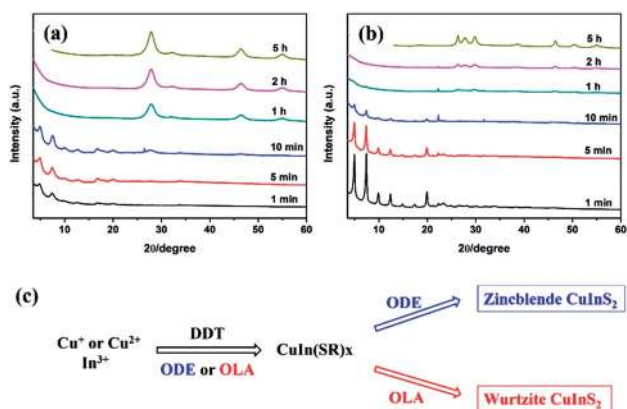 (a)
Intensity (a.u.)
5 h
2 h
1 h
10 min
5 min
1 min
10 20 30 40 50 60
2θ/degree
(b)
Intensity (a.u.)
5 h
2 h
1 h
10 min
5 min
1 min
10 20 30 40 50 60
2θ/degree
(c)
Cu⁺ or Cu²⁺
In³⁺
DDT
ODE or OLA
CuIn(SR)x
ODE
Zincblende CuInS₂
OLA
Wurtzite CuInS₂